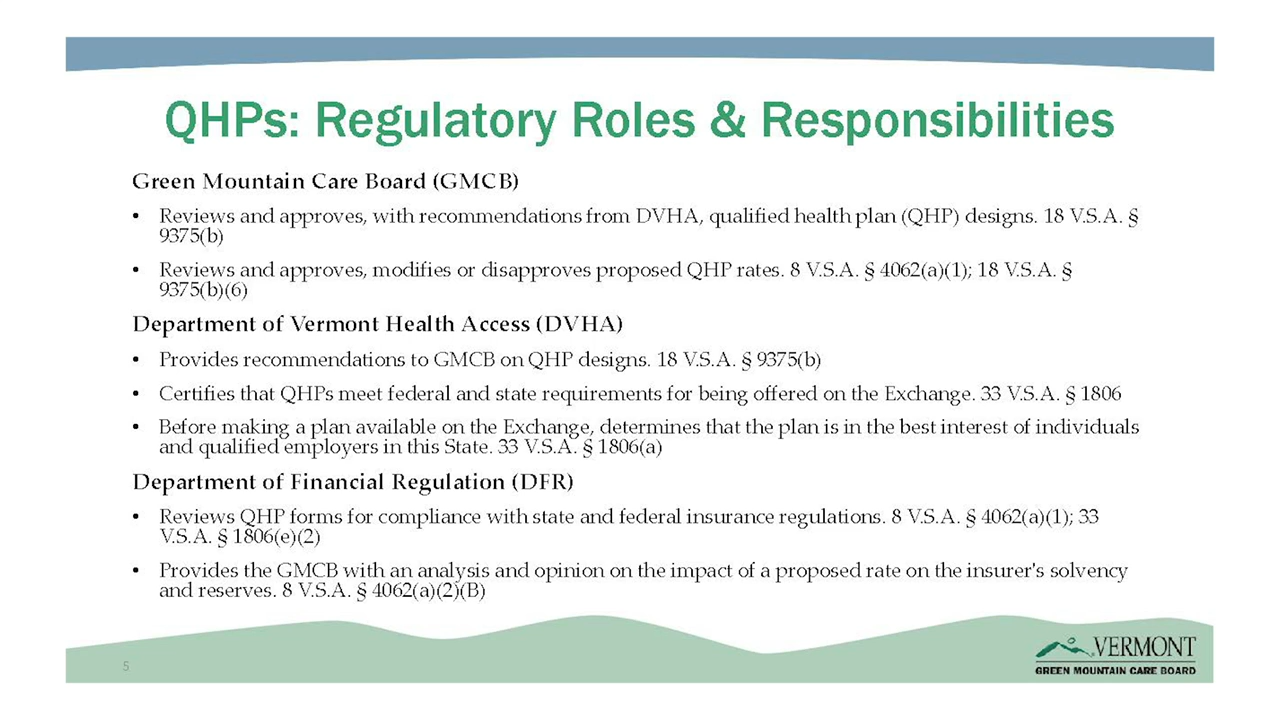 QHPs: Regulatory Roles & Responsibilities
Green Mountain Care Board (GMCB)
• Reviews and approves, with recommendations from DVHA, qualified health plan (QHP) designs. 18 V.S.A. §
9375(b)
• Reviews and approves, modifies or disapproves proposed QHP rates. 8 V.S.A. § 4062(a)(1); 18 V.S.A. §
9375(b)(6)
Department of Vermont Health Access (DVHA)
• Provides recommendations to GMCB on QHP designs. 18 V.S.A. § 9375(b)
• Certifies that QHPs meet federal and state requirements for being offered on the Exchange. 33 V.S.A. § 1806
• Before making a plan available on the Exchange, determines that the plan is in the best interest of individuals
and qualified employers in this State. 33 V.S.A. § 1806(a)
Department of Financial Regulation (DFR)
• Reviews QHP forms for compliance with state and federal insurance regulations. 8 V.S.A. § 4062(a)(1); 33
V.S.A. § 1806(e)(2)
• Provides the GMCB with an analysis and opinion on the impact of a proposed rate on the insurer's solvency
and reserves. 8 V.S.A. § 4062(a)(2)(B)
5
VERMONT
GREEN MOUNTAIN CARE BOARD